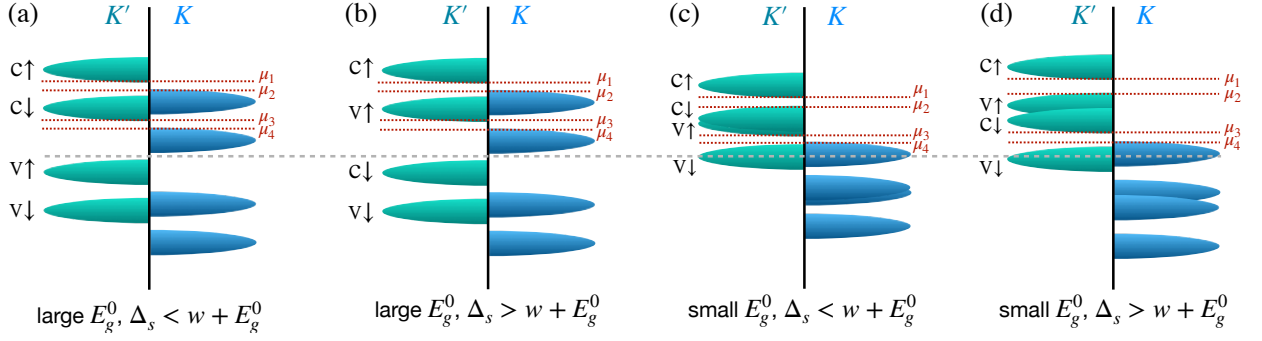 (a) K′ K
c↑
μ1
μ2
c↓
μ3
μ4
v↑
v↓
large E_g^0, Δ_s < w + E_g^0
(b) K′ K
c↑
μ1
μ2
v↑
μ3
μ4
c↓
v↓
large E_g^0, Δ_s > w + E_g^0
(c) K′ K
c↑
μ1
μ2
c↓
v↑
μ3
μ4
v↓
small E_g^0, Δ_s < w + E_g^0
(d) K′ K
c↑
μ1
μ2
v↑
c↓
μ3
μ4
v↓
small E_g^0, Δ_s > w + E_g^0